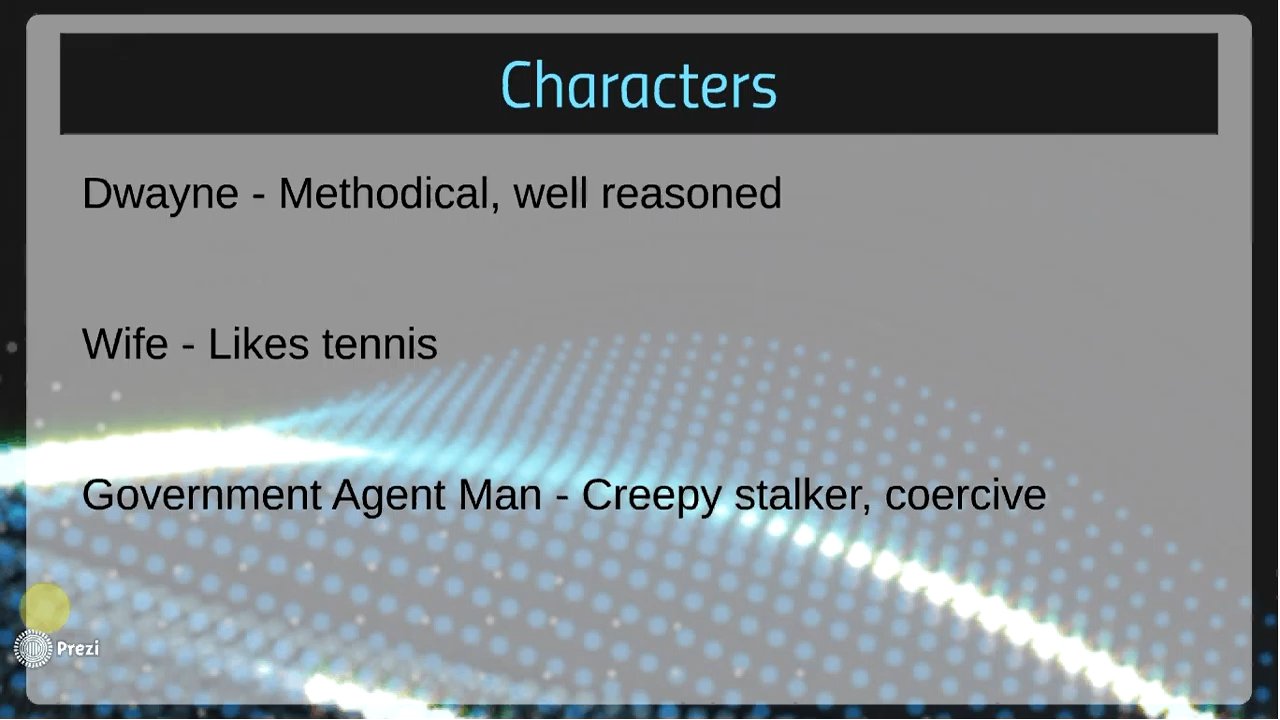 Characters
Dwayne - Methodical, well reasoned
Wife - Likes tennis
Government Agent Man - Creepy stalker, coercive
Prezi